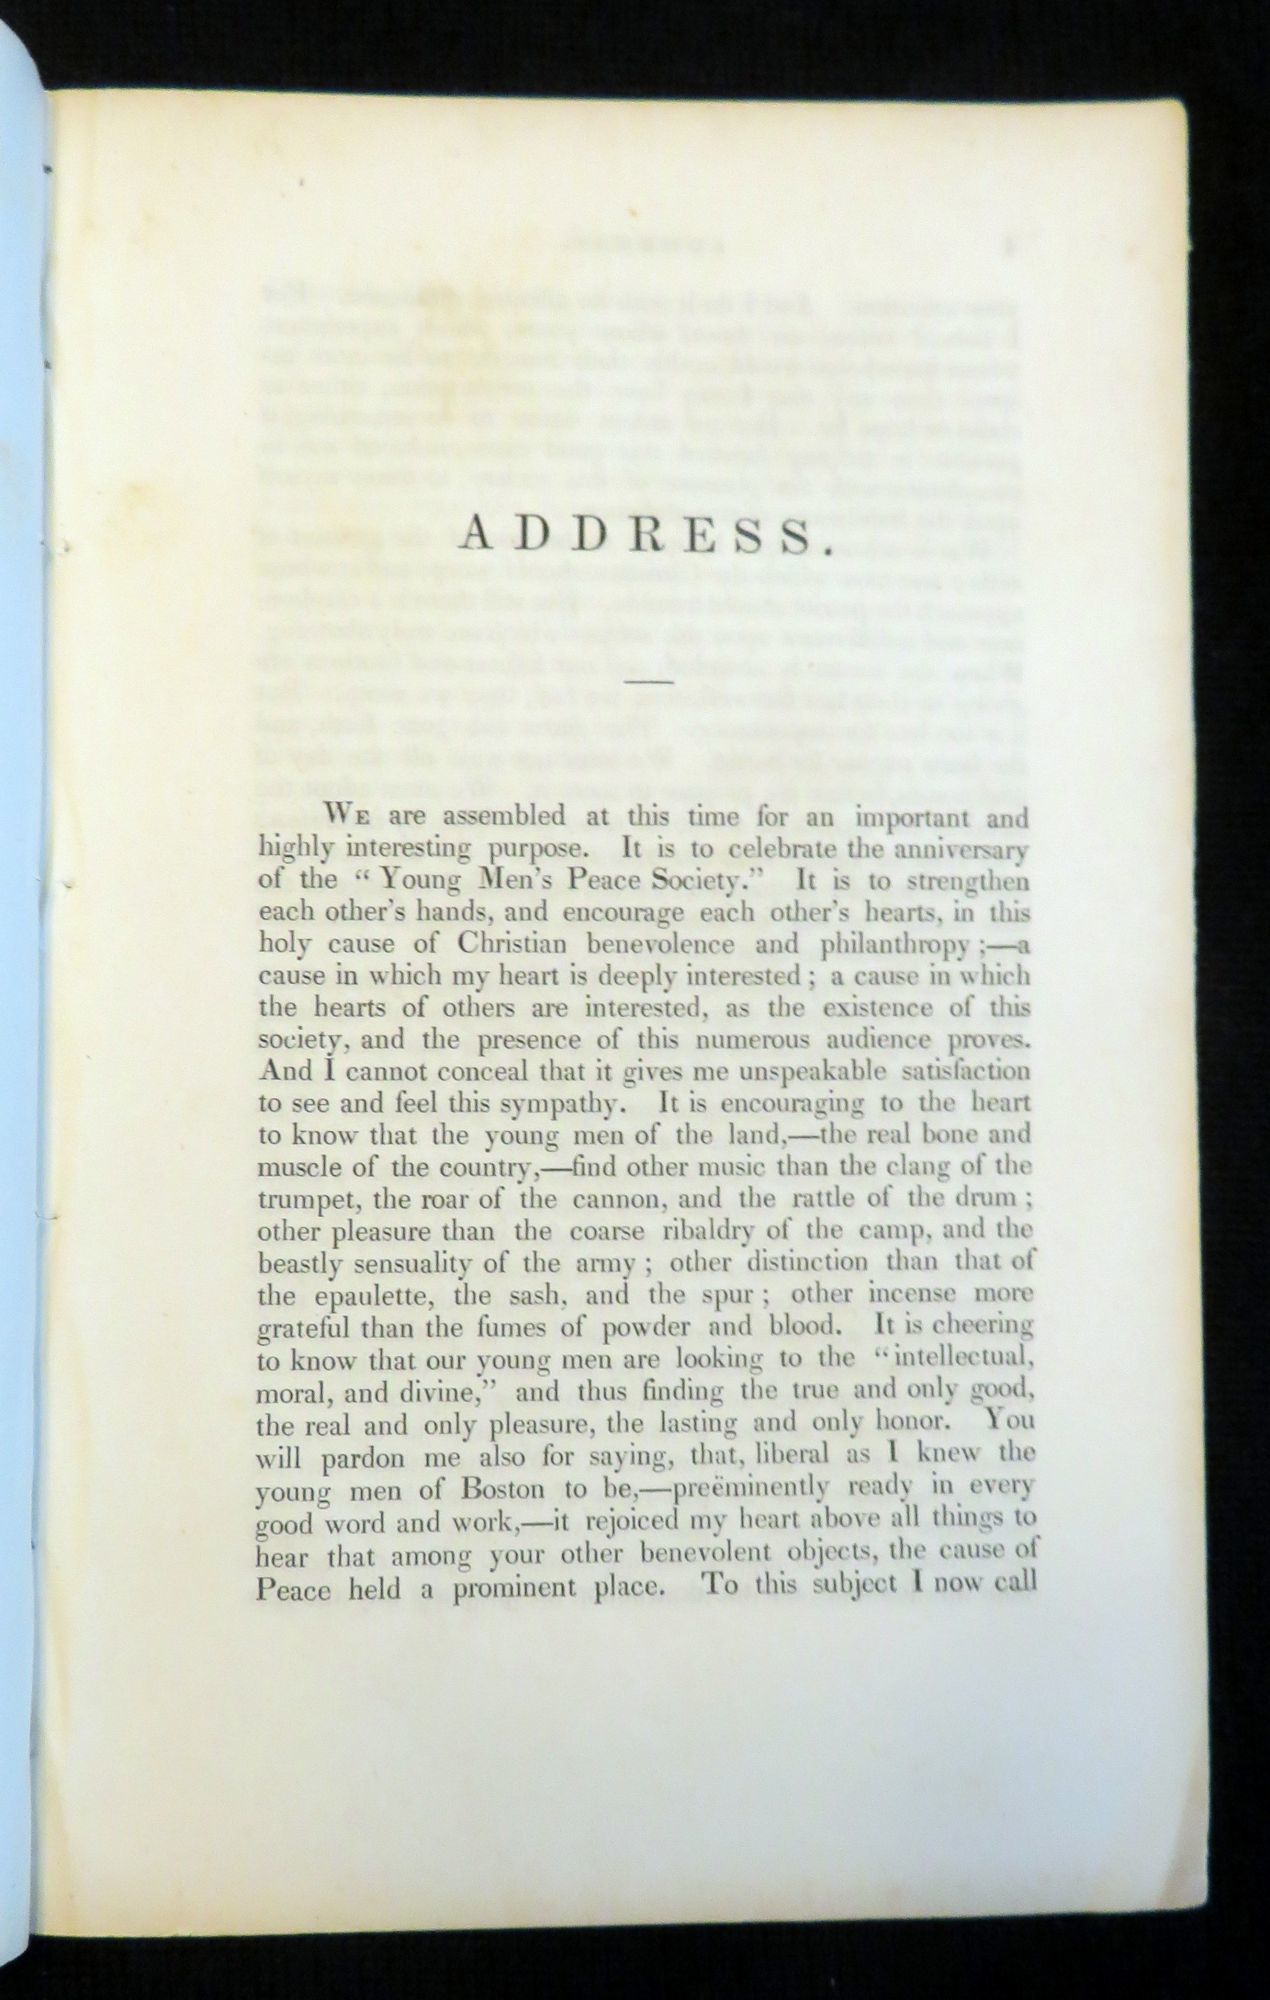 ADDRESS.
WE are assembled at this time for an important and
highly interesting purpose. It is to celebrate the anniversary
of the “Young Men's Peace Society.” It is to strengthen
each other's hands, and encourage each other's hearts, in this
holy cause of Christian benevolence and philanthropy ;—a
cause in which my heart is deeply interested ; a cause in which
the hearts of others are interested, as the existence of this
society, and the presence of this numerous audience proves.
And I cannot conceal that it gives me unspeakable satisfaction
to see and feel this sympathy. It is encouraging to the heart
to know that the young men of the land,—the real bone and
muscle of the country,—find other music than the clang of the
trumpet, the roar of the cannon, and the rattle of the drum ;
other pleasure than the coarse ribaldry of the camp, and the
beastly sensuality of the army ; other distinction than that of
the epaulette, the sash, and the spur ; other incense more
grateful than the fumes of powder and blood. It is cheering
to know that our young men are looking to the “intellectual,
moral, and divine,” and thus finding the true and only good,
the real and only pleasure, the lasting and only honor. You
will pardon me also for saying, that, liberal as I knew the
young men of Boston to be,—preëminently ready in every
good word and work,—it rejoiced my heart above all things to
hear that among your other benevolent objects, the cause of
Peace held a prominent place. To this subject I now call